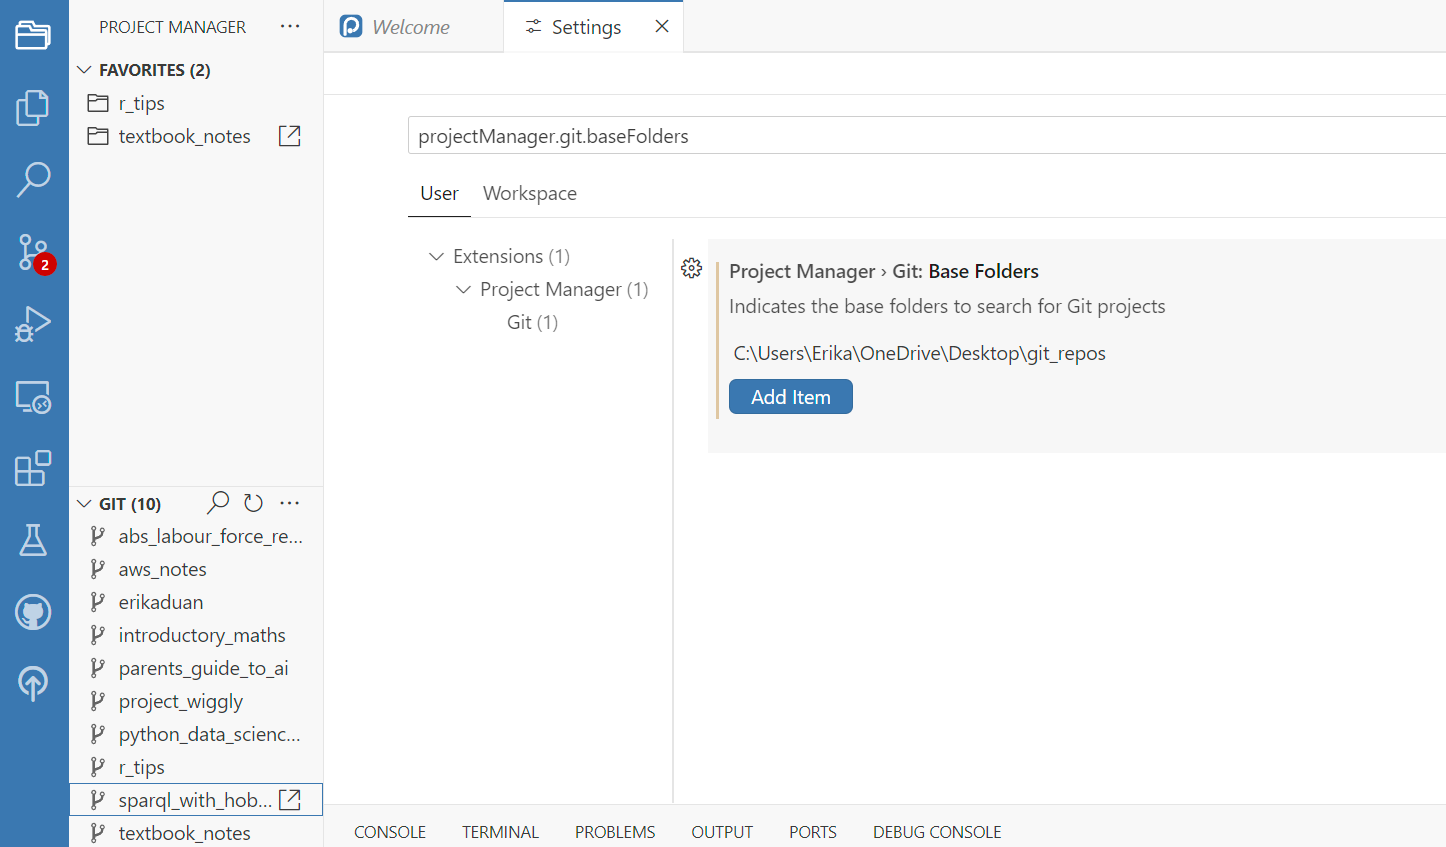 PROJECT MANAGER
FAVORITES (2)
r_tips
textbook_notes
2
GIT (10)
abs_labour_force_re...
aws_notes
erikaduan
introductory_maths
parents_guide_to_ai
project_wiggly
python_data_scienc...
r_tips
sparql_with_hob...
textbook_notes
Welcome
Settings
projectManager.git.baseFolders
User Workspace
Extensions (1)
Project Manager (1)
Git (1)
Project Manager › Git: Base Folders
Indicates the base folders to search for Git projects
C:\Users\Erika\OneDrive\Desktop\git_repos
Add Item
CONSOLE TERMINAL PROBLEMS OUTPUT PORTS DEBUG CONSOLE